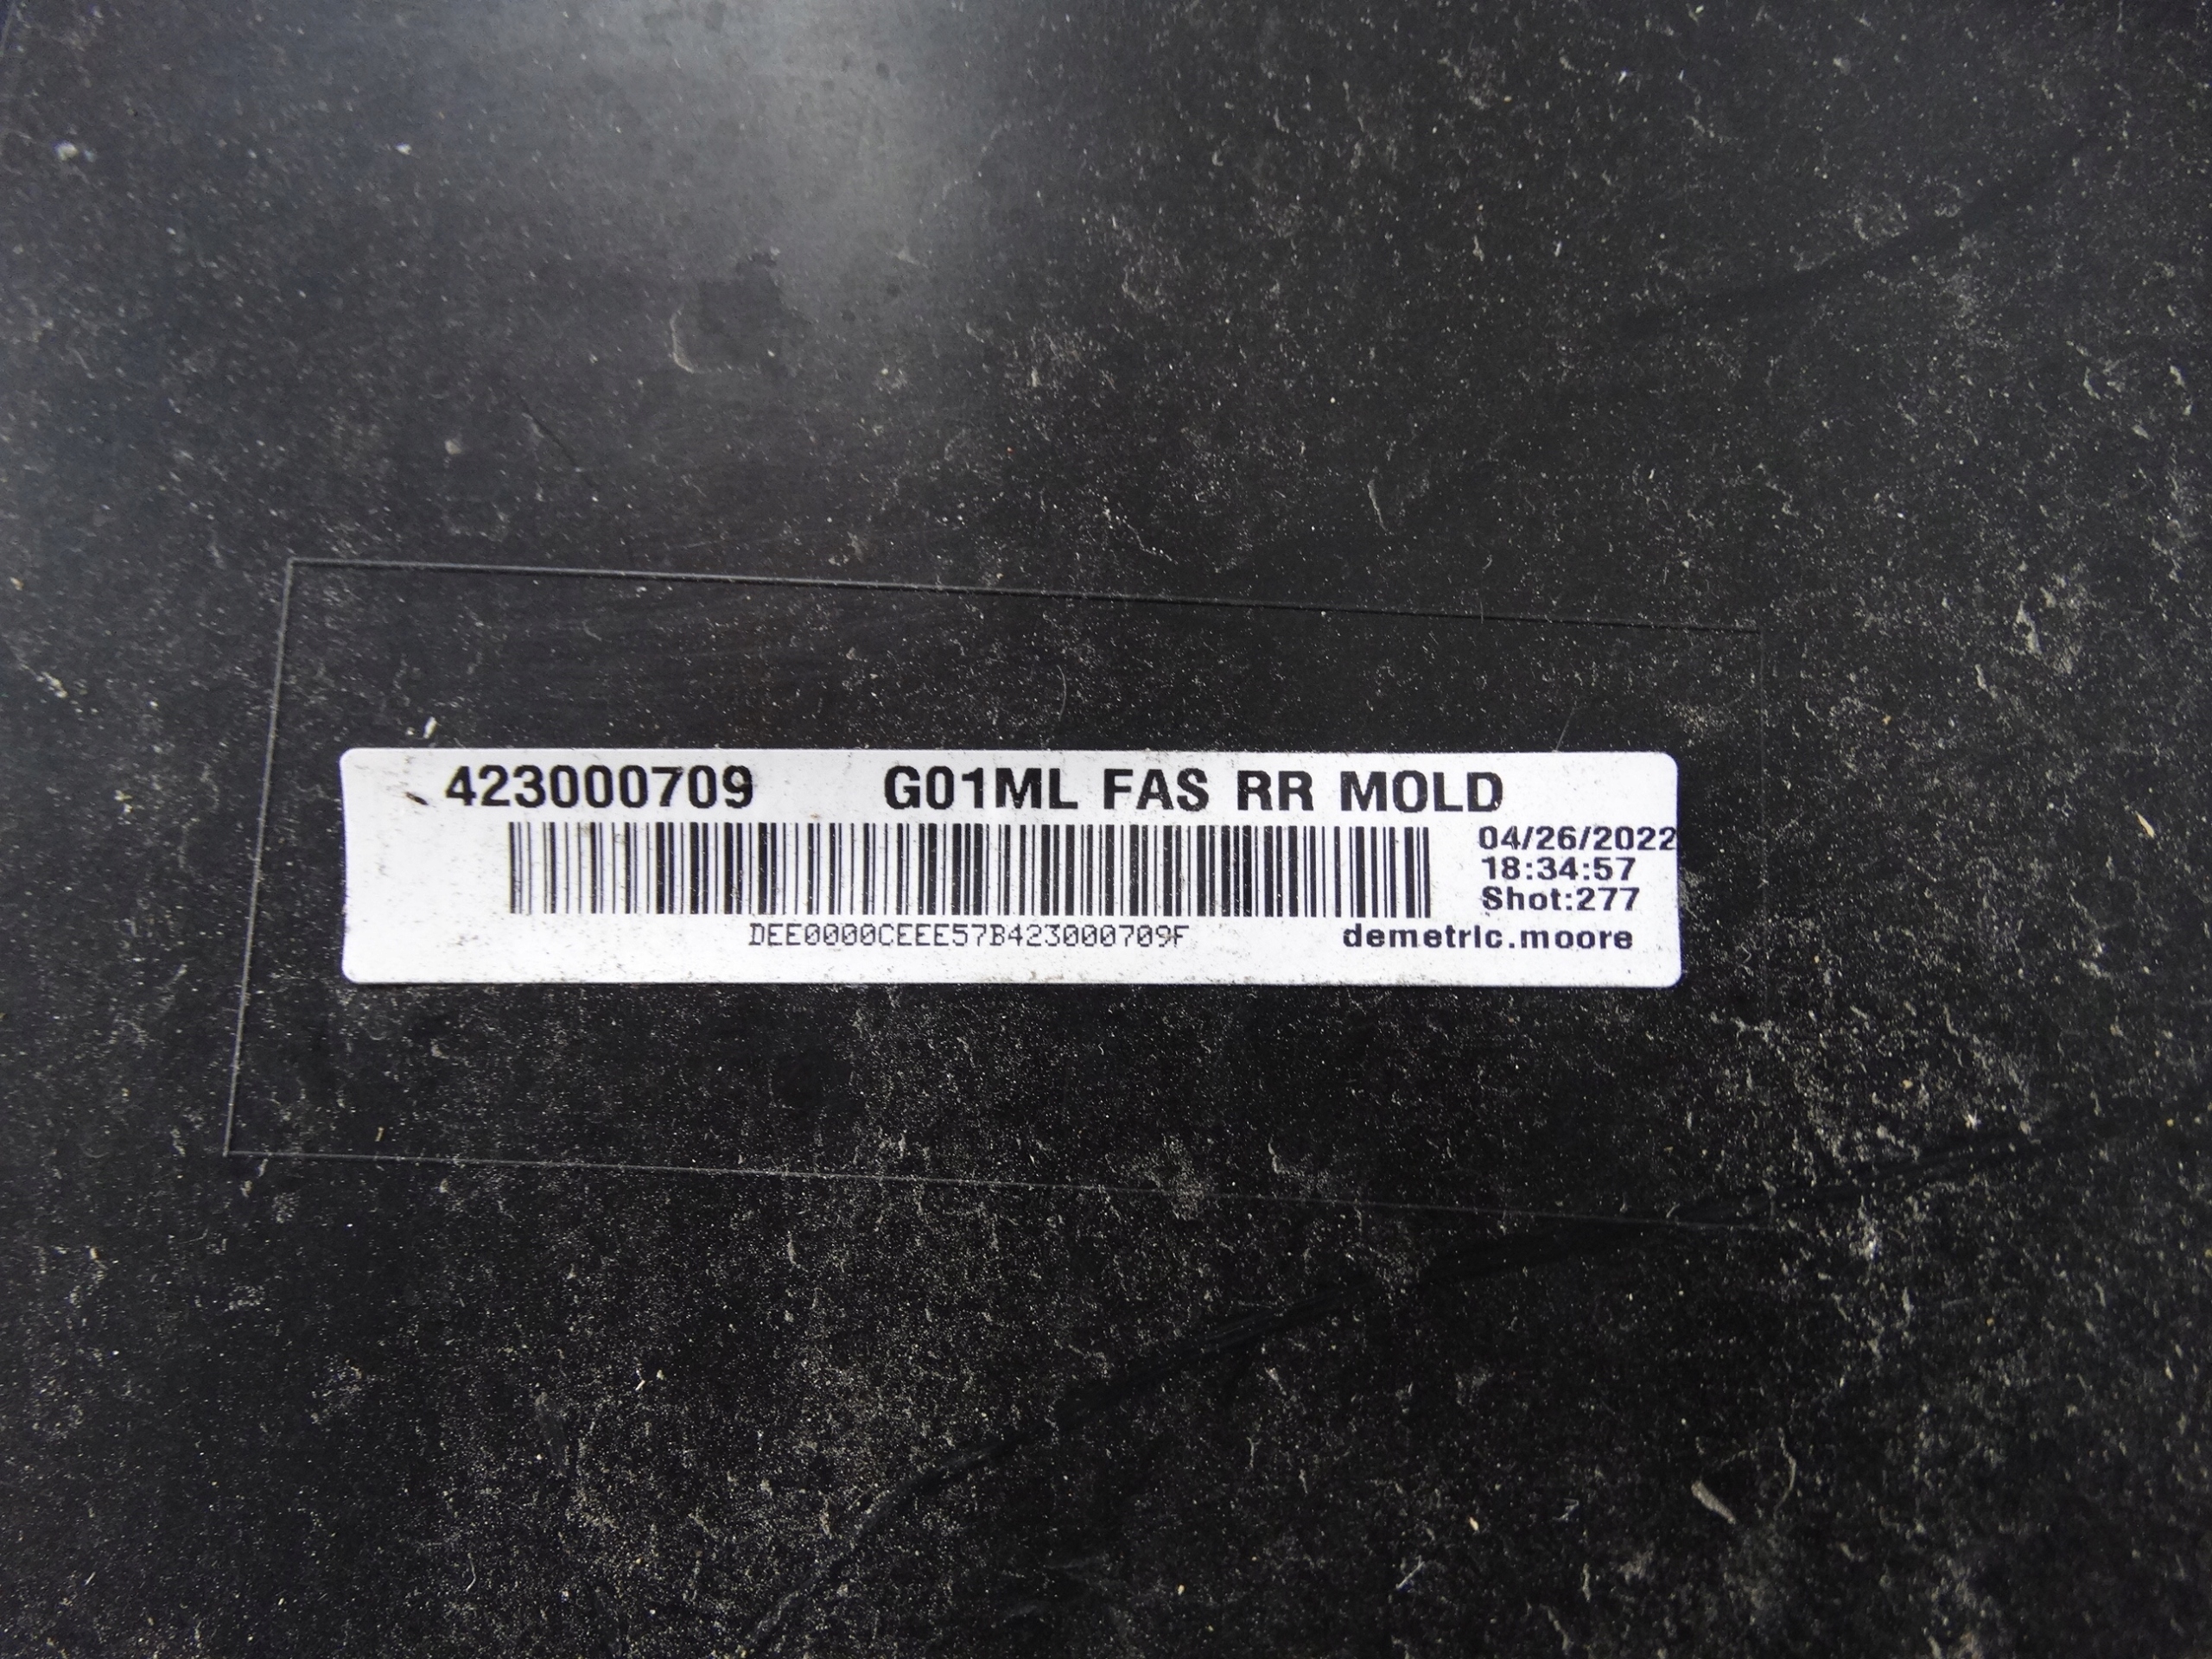 423000709 G01ML FAS RR MOLD
04/26/2022
18:34:57
Shot:277
DEE0000CEEE57B423000709F demetric.moore